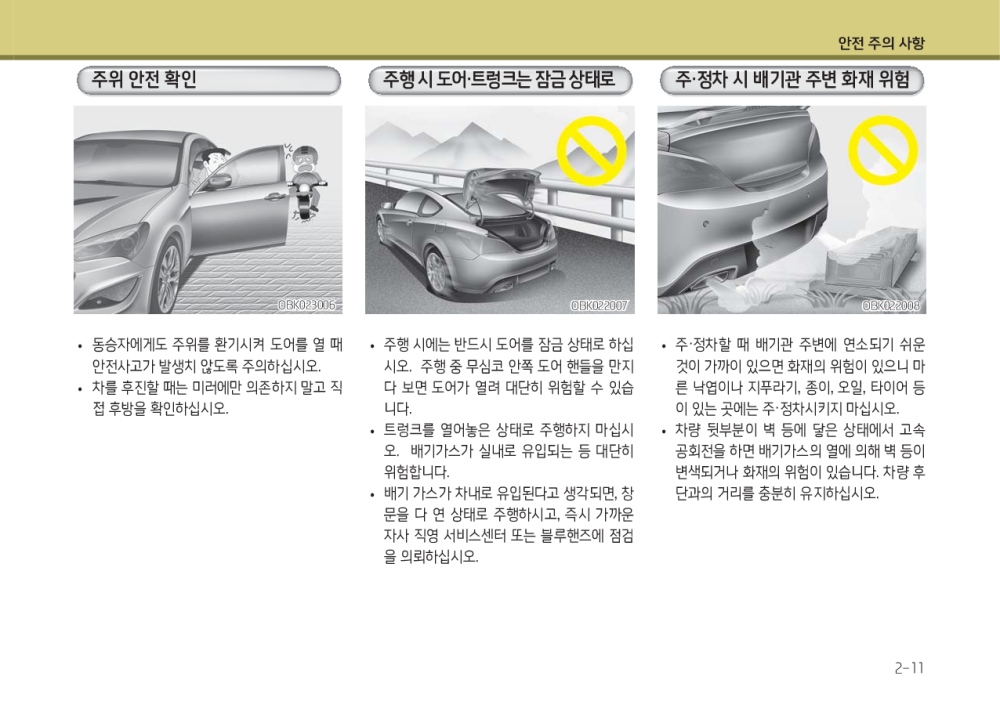 안전 주의 사항
주위 안전 확인
OBK023006
• 동승자에게도 주위를 환기시켜 도어를 열 때
안전사고가 발생치 않도록 주의하십시오.
• 차를 후진할 때는 미러에만 의존하지 말고 직
접 후방을 확인하십시오.
주행 시 도어·트렁크는 잠금 상태로
OBK022007
• 주행 시에는 반드시 도어를 잠금 상태로 하십
시오. 주행 중 무심코 안쪽 도어 핸들을 만지
다 보면 도어가 열려 대단히 위험할 수 있습
니다.
• 트렁크를 열어놓은 상태로 주행하지 마십시
오. 배기가스가 실내로 유입되는 등 대단히
위험합니다.
• 배기 가스가 차내로 유입된다고 생각되면, 창
문을 다 연 상태로 주행하시고, 즉시 가까운
자사 직영 서비스센터 또는 블루핸즈에 점검
을 의뢰하십시오.
주·정차 시 배기관 주변 화재 위험
OBK022008
• 주·정차할 때 배기관 주변에 연소되기 쉬운
것이 가까이 있으면 화재의 위험이 있으니 마
른 낙엽이나 지푸라기, 종이, 오일, 타이어 등
이 있는 곳에는 주·정차시키지 마십시오.
• 차량 뒷부분이 벽 등에 닿은 상태에서 고속
공회전을 하면 배기가스의 열에 의해 벽 등이
변색되거나 화재의 위험이 있습니다. 차량 후
단과의 거리를 충분히 유지하십시오.
2-11